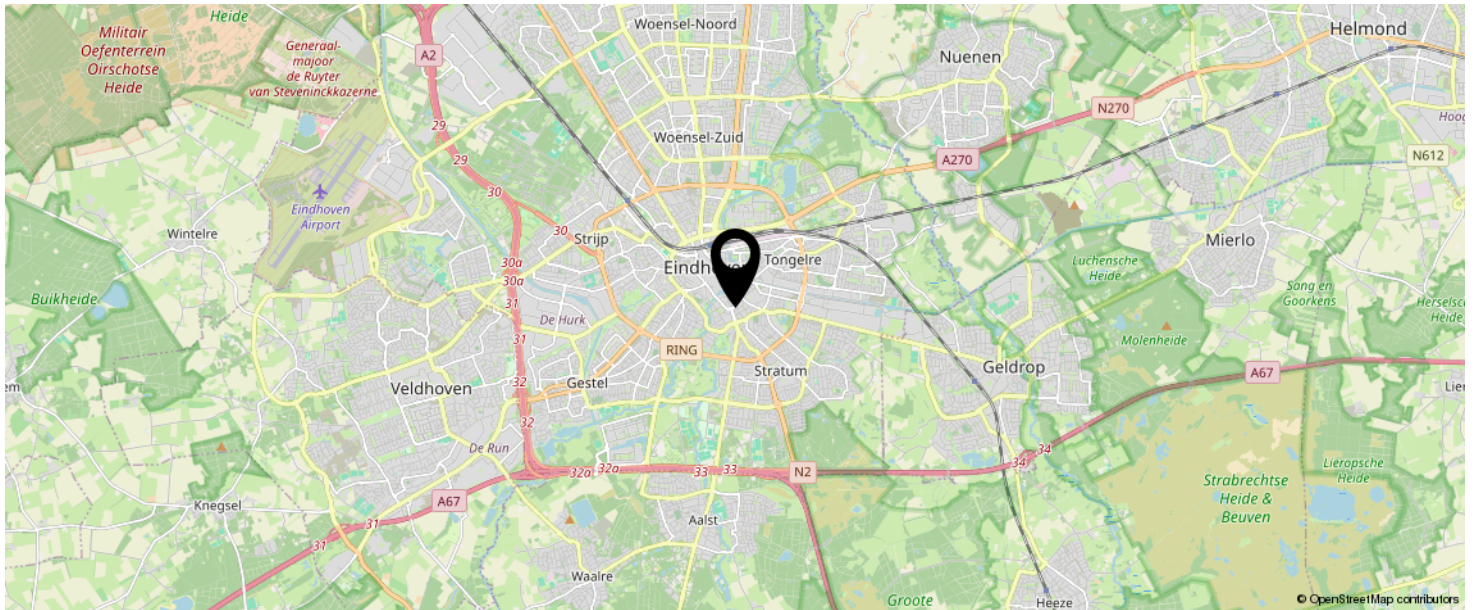 Heide
Militair
Oefenterrein
Oirschotse
Heide
Generaal-
majoor
de Ruyter
van Steveninckkazerne
A2
Woensel-Noord
Nuenen
Helmond
N270
Hoog
29
Woensel-Zuid
29
A270
N612
30
Eindhoven
Airport
30
Wintelre
Strijp
Mierlo
30a
30a
Tongelre
Luchensche
Heide
Buikheide
31
De Hurk
Sang en
Goorkens
Herselse
Heide
31
RING
Molenheide
Stratum
Geldrop
A67
32
Gestel
Veldhoven
32
De Run
34
34
32a
32a
33
33
N2
Lieropsche
Heide
Strabrechtse
Heide &
Beuven
Knegsel
A67
31
31
Aalst
Waalre
Groote
Heeze
© OpenStreetMap contributors